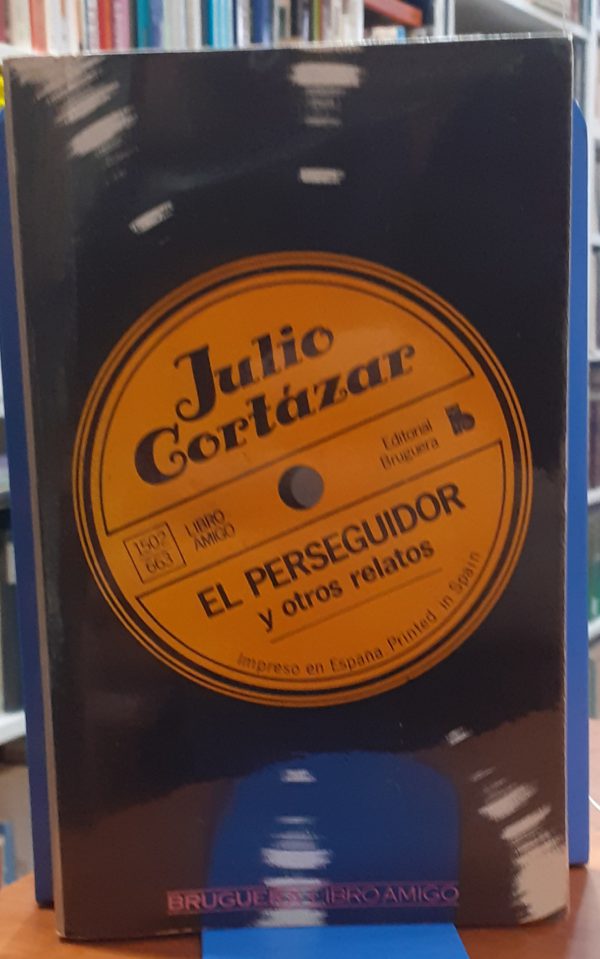 Julio
Cortázar
Editorial
Bruguera
1502
663
LIBRO
AMIGO
EL PERSEGUIDOR
y otros relatos
Impreso en España Printed in Spain
BRUGUERA LIBRO AMIGO